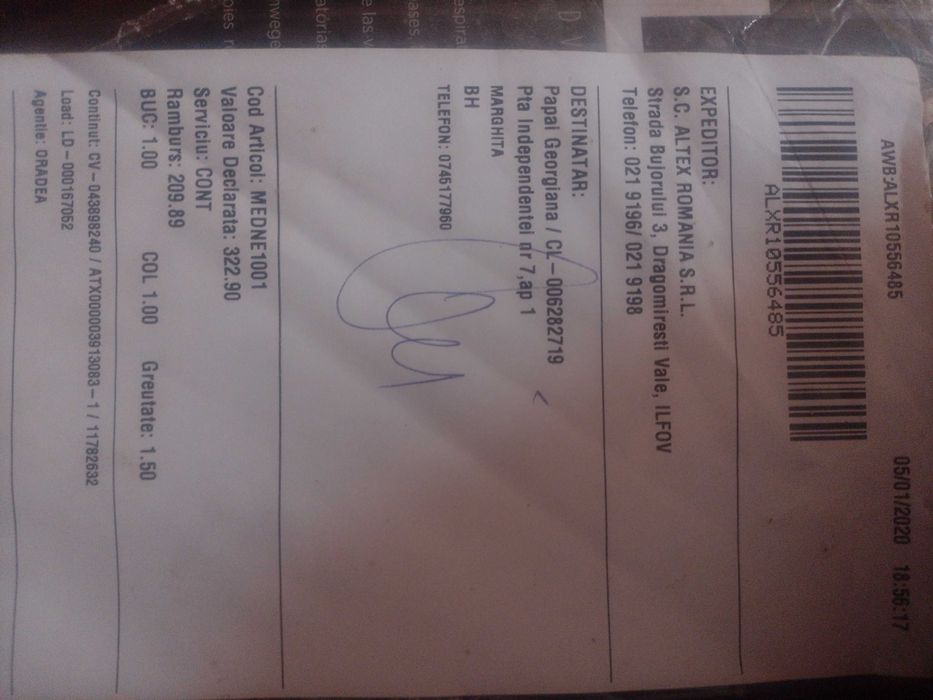 AWB:ALXR10556485 05/01/2020 18:56:17
ALXR10556485
EXPEDITOR:
S.C. ALTEX ROMANIA S.R.L.
Strada Bujorului 3, Dragomiresti Vale, ILFOV
Telefon: 021 9196/ 021 9198
DESTINATAR:
Papai Georgiana / CL-006282719
Pta Independentei nr 7,ap 1
MARGHITA
BH
TELEFON: 0745177960
Cod Articol: MEDNE1001
Valoare Declarata: 322.90
Serviciu: CONT
Ramburs: 209.89
BUC: 1.00 COL 1.00 Greutate: 1.50
Continut: CV-043898240 / ATX000003913083-1 / 11782632
Load: LD-000167052
Agentie: ORADEA